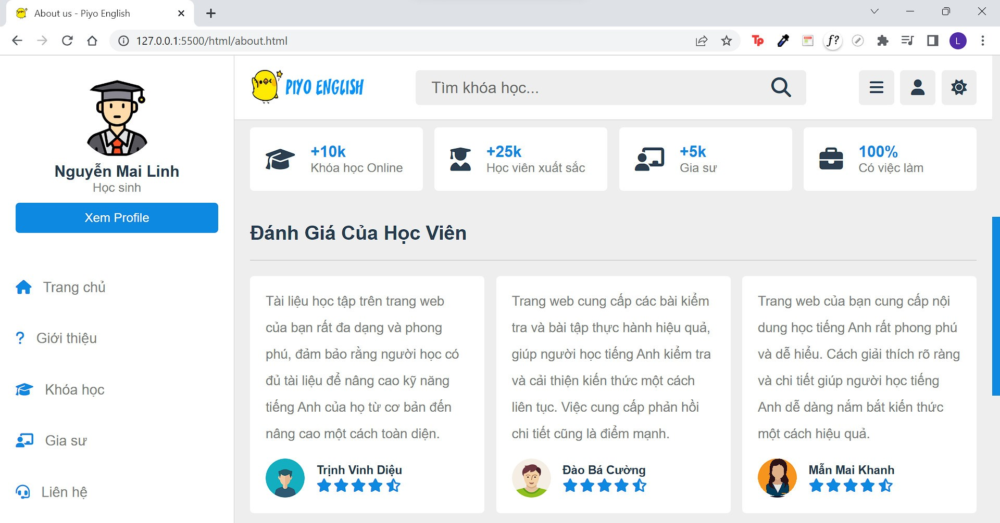 About us - Piyo English
127.0.0.1:5500/html/about.html
Tp
f?
L
Nguyễn Mai Linh
Học sinh
Xem Profile
Trang chủ
? Giới thiệu
Khóa học
Gia sư
Liên hệ
PIYO ENGLISH
Tìm khóa học...
+10k
Khóa học Online
+25k
Học viên xuất sắc
+5k
Gia sư
100%
Có việc làm
Đánh Giá Của Học Viên
Tài liệu học tập trên trang web
của bạn rất đa dạng và phong
phú, đảm bảo rằng người học có
đủ tài liệu để nâng cao kỹ năng
tiếng Anh của họ từ cơ bản đến
nâng cao một cách toàn diện.
Trịnh Vinh Diệu
Trang web cung cấp các bài kiểm
tra và bài tập thực hành hiệu quả,
giúp người học tiếng Anh kiểm tra
và cải thiện kiến thức một cách
liên tục. Việc cung cấp phản hồi
chi tiết cũng là điểm mạnh.
Đào Bá Cường
Trang web của bạn cung cấp nội
dung học tiếng Anh rất phong phú
và dễ hiểu. Cách giải thích rõ ràng
và chi tiết giúp người học tiếng
Anh dễ dàng nắm bắt kiến thức
một cách hiệu quả.
Mẫn Mai Khanh